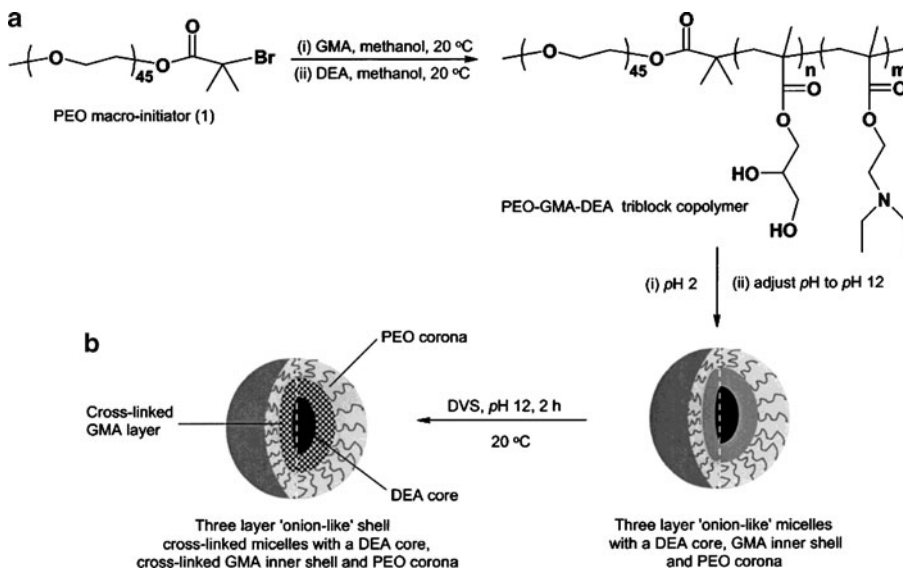 a
O
45
O
O
Br
PEO macro-initiator (1)
(i) GMA, methanol, 20 ºC
(ii) DEA, methanol, 20 ºC
O
45
O
O
n
m
O
O
O
O
HO
HO
N
PEO-GMA-DEA triblock copolymer
(i) pH 2
(ii) adjust pH to pH 12
b
PEO corona
Cross-linked
GMA layer
DEA core
DVS, pH 12, 2 h
20 ºC
Three layer 'onion-like' shell
cross-linked micelles with a DEA core,
cross-linked GMA inner shell and PEO corona
Three layer 'onion-like' micelles
with a DEA core, GMA inner shell
and PEO corona